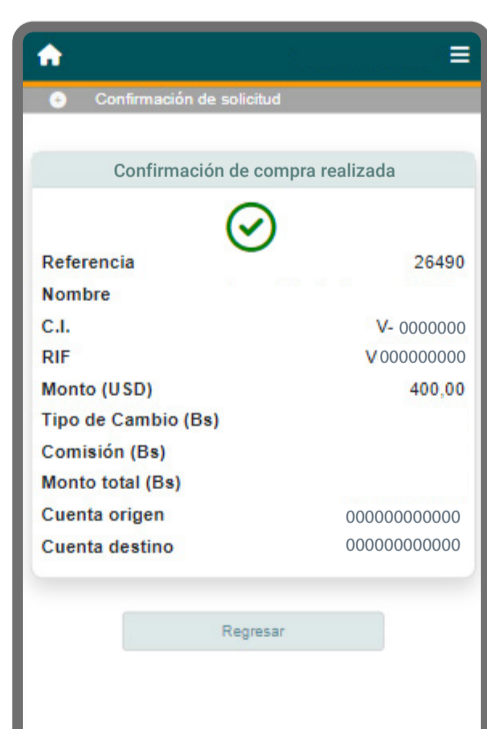 Confirmación de solicitud
Confirmación de compra realizada
Referencia 26490
Nombre
C.I. V- 0000000
RIF V000000000
Monto (USD) 400,00
Tipo de Cambio (Bs)
Comisión (Bs)
Monto total (Bs)
Cuenta origen 000000000000
Cuenta destino 000000000000
Regresar